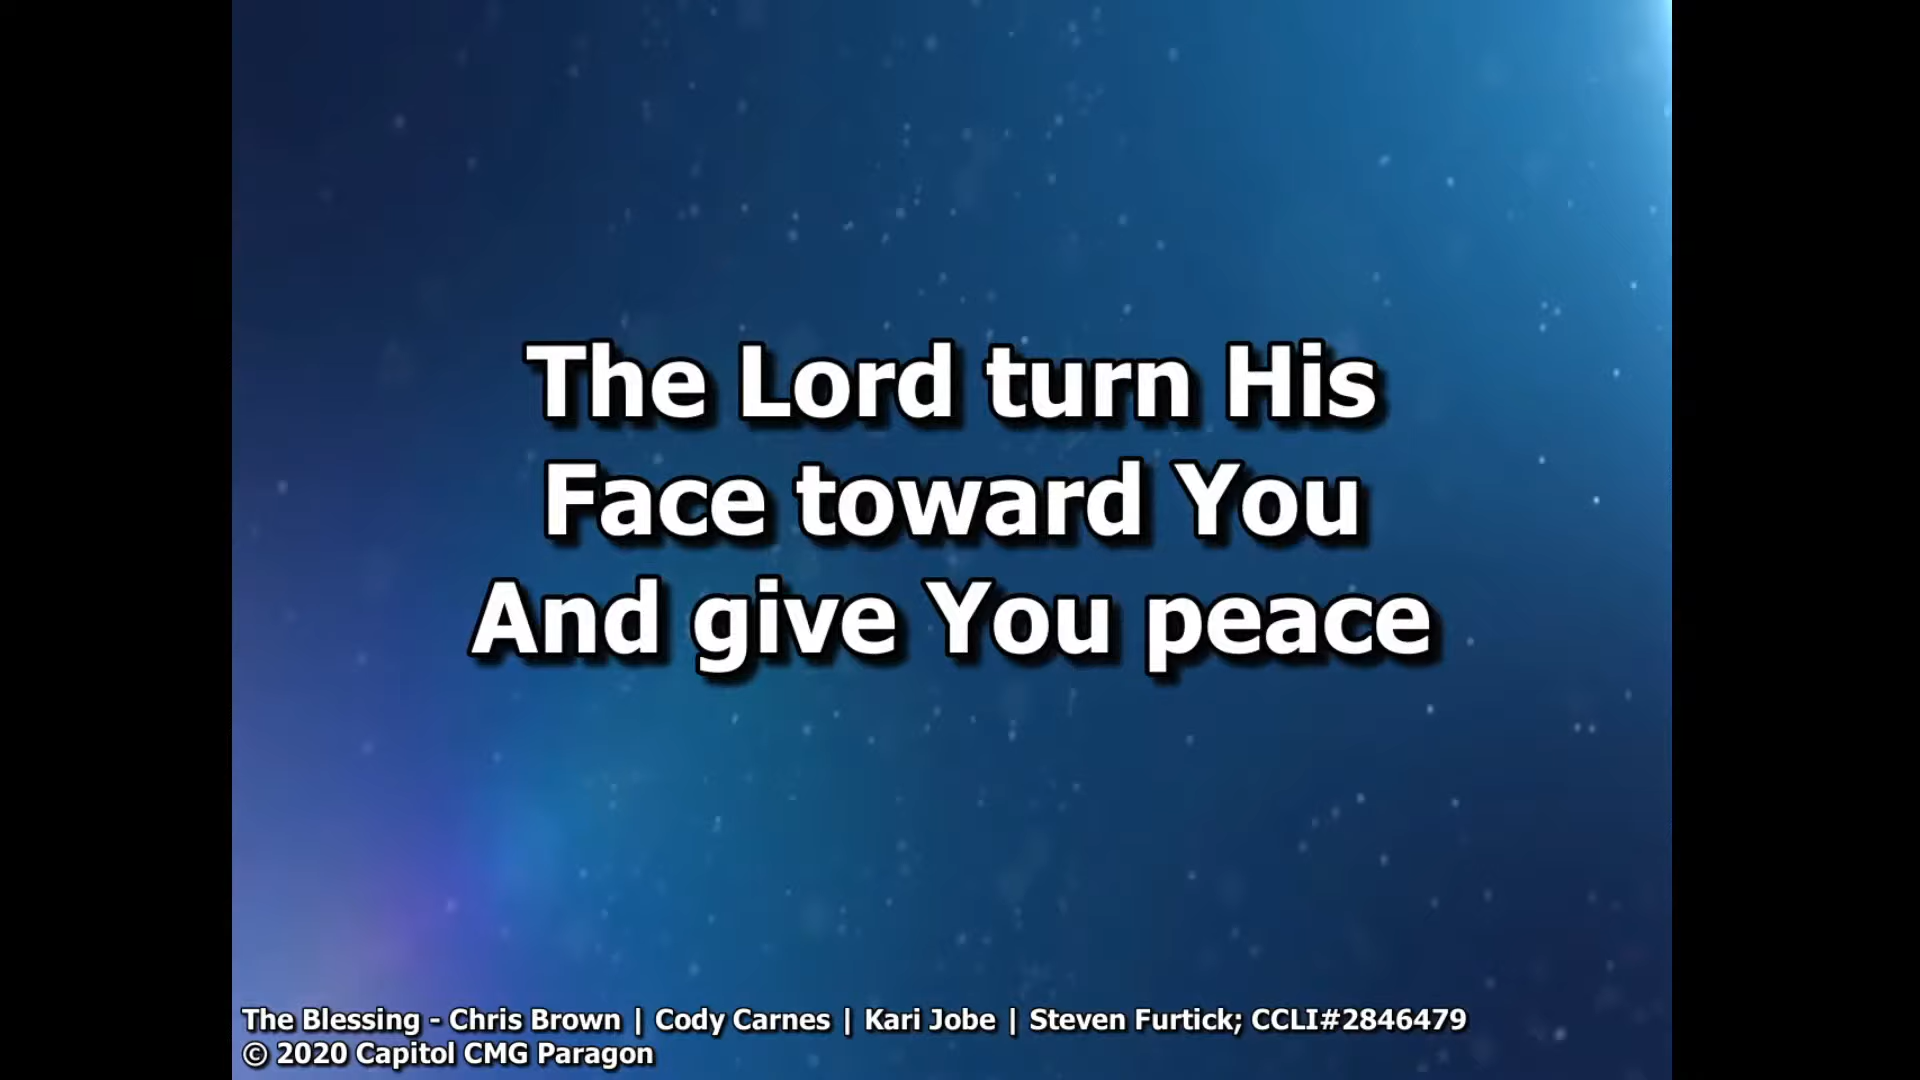 The Lord turn His
Face toward You
And give You peace
The Blessing - Chris Brown | Cody Carnes | Kari Jobe | Steven Furtick; CCLI#2846479
© 2020 Capitol CMG Paragon